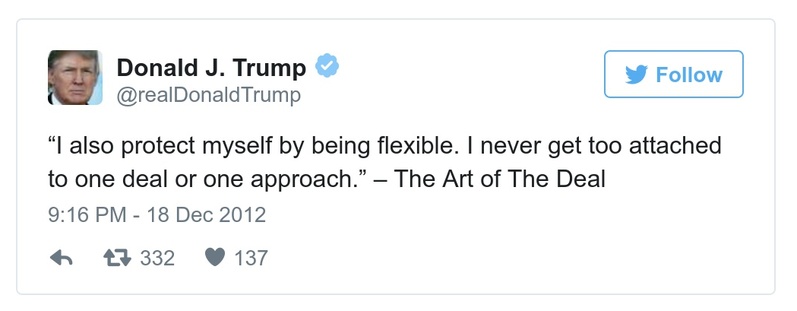 Donald J. Trump
@realDonaldTrump
Follow
“I also protect myself by being flexible. I never get too attached
to one deal or one approach.” – The Art of The Deal
9:16 PM - 18 Dec 2012
332 137